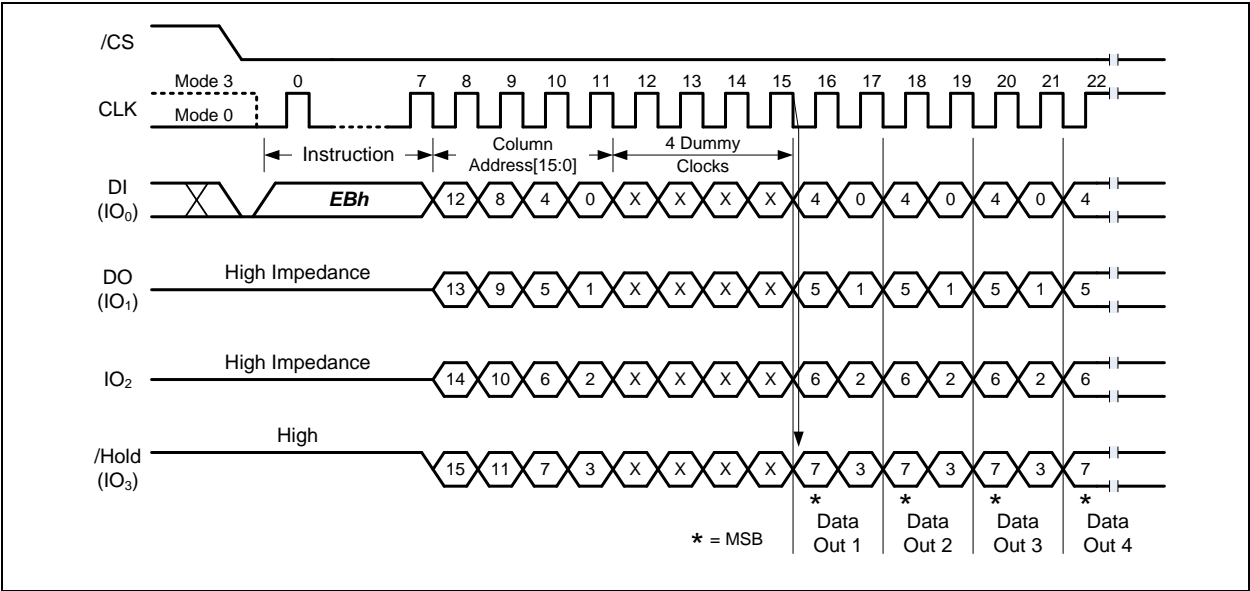 /CS
Mode 3 0 7 8 9 10 11 12 13 14 15 16 17 18 19 20 21 22
CLK
Mode 0
Instruction
Column
Address[15:0]
4 Dummy
Clocks
DI
(IO0)
EBh 12 8 4 0 X X X X 4 0 4 0 4 0 4
DO
(IO1)
High Impedance
13 9 5 1 X X X X 5 1 5 1 5 1 5
IO2
High Impedance
14 10 6 2 X X X X 6 2 6 2 6 2 6
/Hold
(IO3)
High
15 11 7 3 X X X X 7 3 7 3 7 3 7
* * * *
* = MSB
Data
Out 1
Data
Out 2
Data
Out 3
Data
Out 4